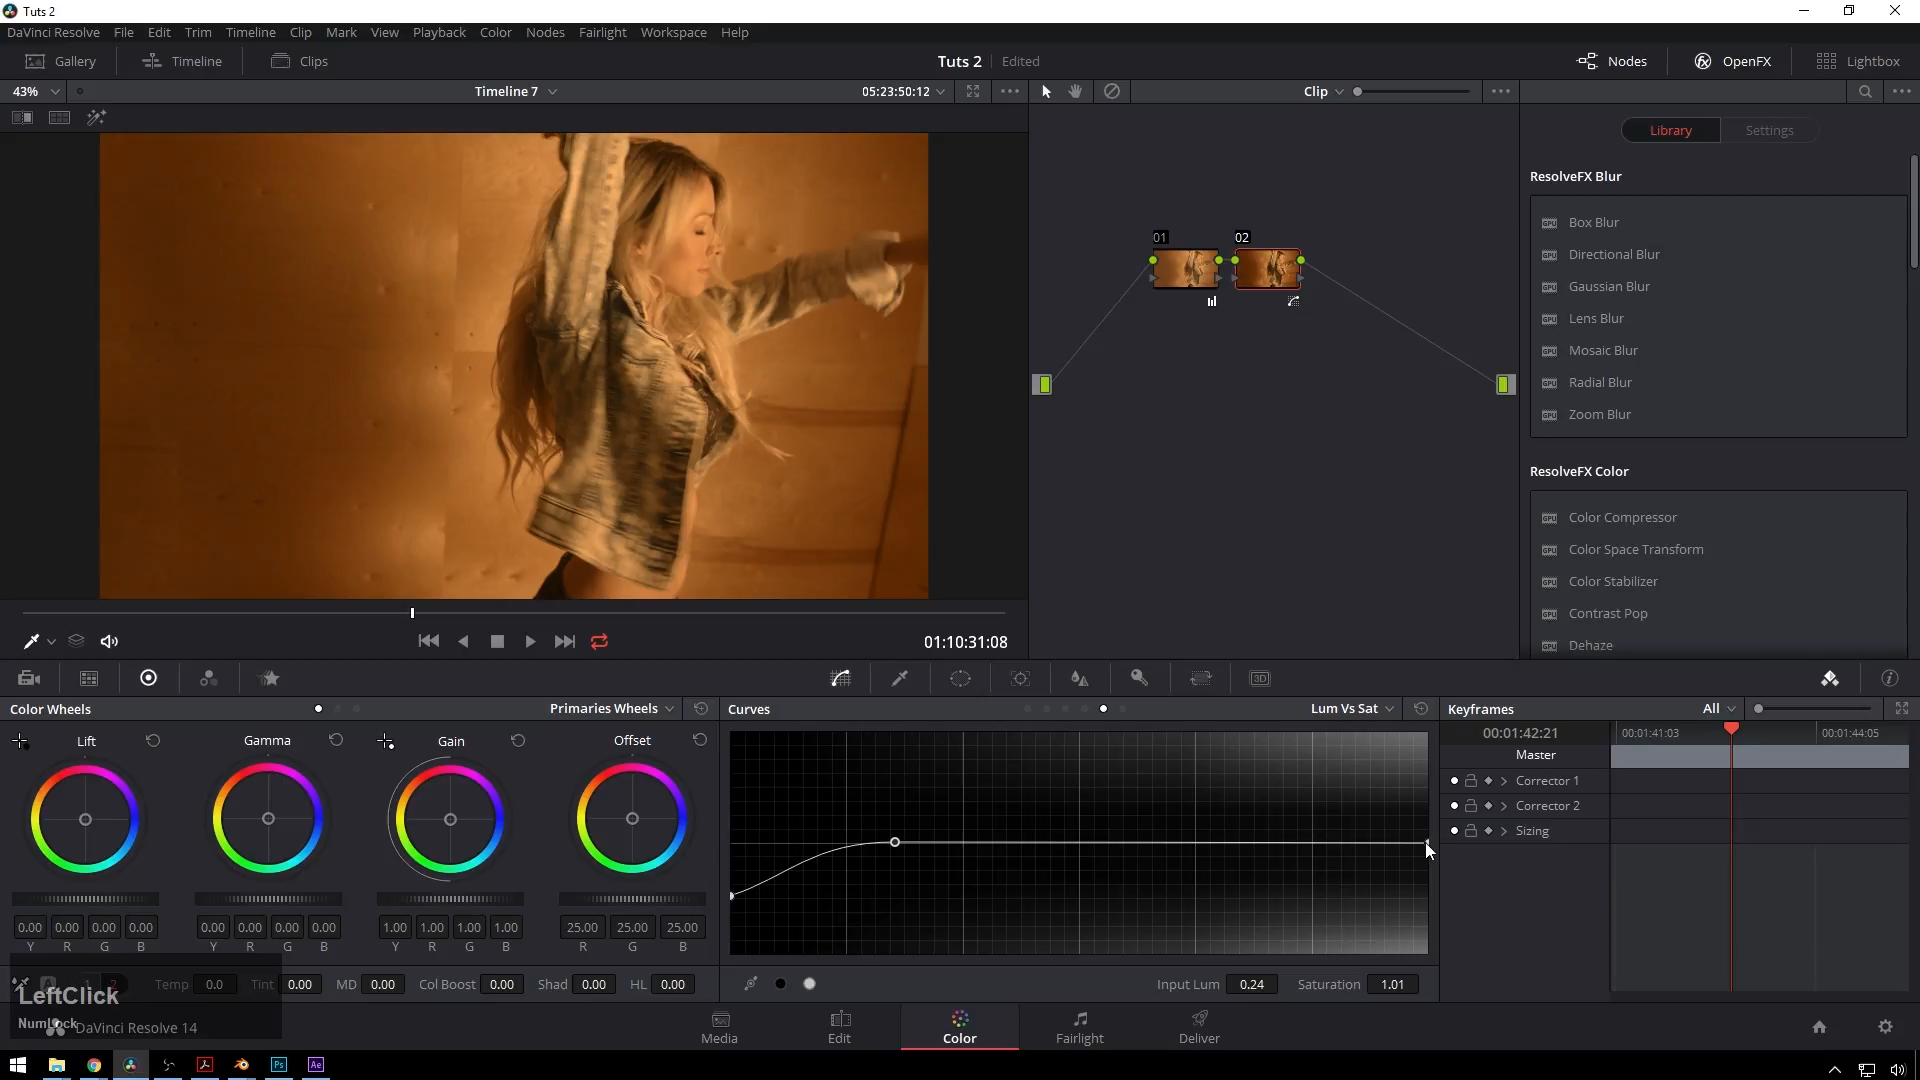 Tuts 2
DaVinci Resolve File Edit Trim Timeline Clip Mark View Playback Color Nodes Fairlight Workspace Help
Gallery Timeline Clips Tuts 2 Edited Nodes OpenFX Lightbox
43% Timeline 7 05:23:50:12 Clip
Library Settings
ResolveFX Blur
Box Blur
Directional Blur
Gaussian Blur
Lens Blur
Mosaic Blur
Radial Blur
Zoom Blur
ResolveFX Color
Color Compressor
Color Space Transform
Color Stabilizer
Contrast Pop
Dehaze
01 02
01:10:31:08
3D
Color Wheels Primaries Wheels Curves Lum Vs Sat Keyframes All
Lift Gamma Gain Offset
00:01:42:21 00:01:41:03 00:01:44:05
Master
Corrector 1
Corrector 2
Sizing
0.00 0.00 0.00 0.00 0.00 0.00 0.00 0.00 1.00 1.00 1.00 1.00 25.00 25.00 25.00
Y R G B Y R G B Y R G B R G B
A 1 2 Temp 0.0 Tint 0.00 MD 0.00 Col Boost 0.00 Shad 0.00 HL 0.00 Input Lum 0.24 Saturation 1.01
LeftClick
NumLock
DaVinci Resolve 14
Media Edit Color Fairlight Deliver
Ps Ae